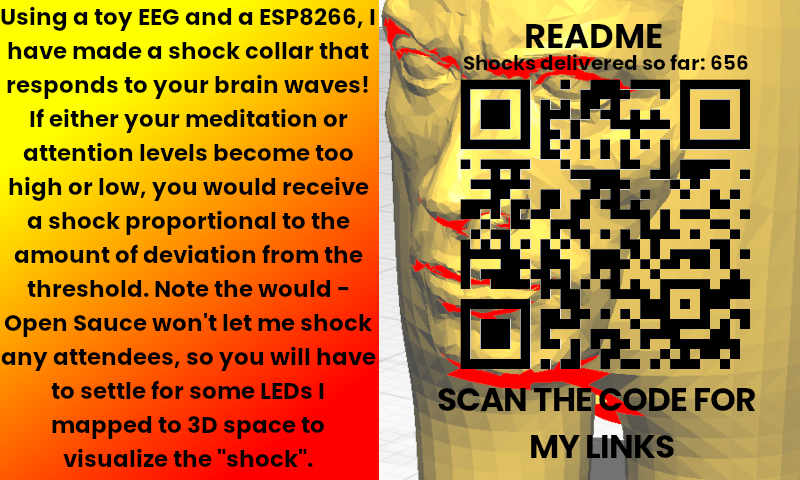 Using a toy EEG and a ESP8266, I
have made a shock collar that
responds to your brain waves!
If either your meditation or
attention levels become too
high or low, you would receive
a shock proportional to the
amount of deviation from the
threshold. Note the would -
Open Sauce won't let me shock
any attendees, so you will have
to settle for some LEDs I
mapped to 3D space to
visualize the "shock".
README
Shocks delivered so far: 656
SCAN THE CODE FOR
MY LINKS